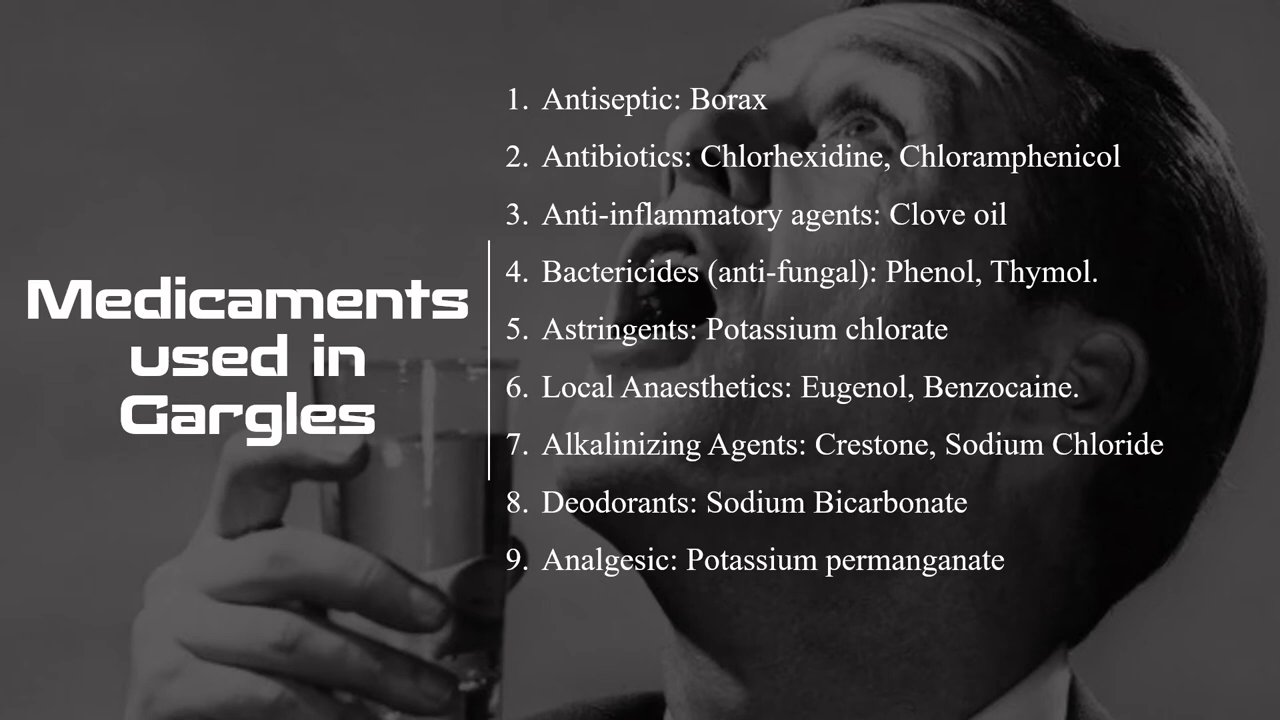 Medicaments
used in
Gargles
1. Antiseptic: Borax
2. Antibiotics: Chlorhexidine, Chloramphenicol
3. Anti-inflammatory agents: Clove oil
4. Bactericides (anti-fungal): Phenol, Thymol.
5. Astringents: Potassium chlorate
6. Local Anaesthetics: Eugenol, Benzocaine.
7. Alkalinizing Agents: Crestone, Sodium Chloride
8. Deodorants: Sodium Bicarbonate
9. Analgesic: Potassium permanganate